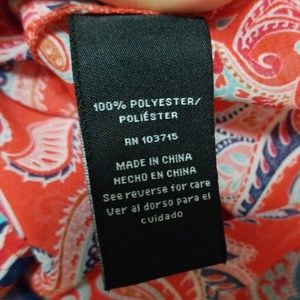 100% POLYESTER/
POLIÉSTER
RN 103715
MADE IN CHINA
HECHO EN CHINA
See reverse for care
Ver al dorso para el
cuidado